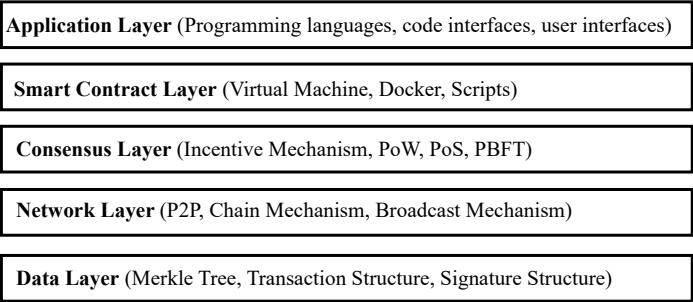 Application Layer (Programming languages, code interfaces, user interfaces)
Smart Contract Layer (Virtual Machine, Docker, Scripts)
Consensus Layer (Incentive Mechanism, PoW, PoS, PBFT)
Network Layer (P2P, Chain Mechanism, Broadcast Mechanism)
Data Layer (Merkle Tree, Transaction Structure, Signature Structure)